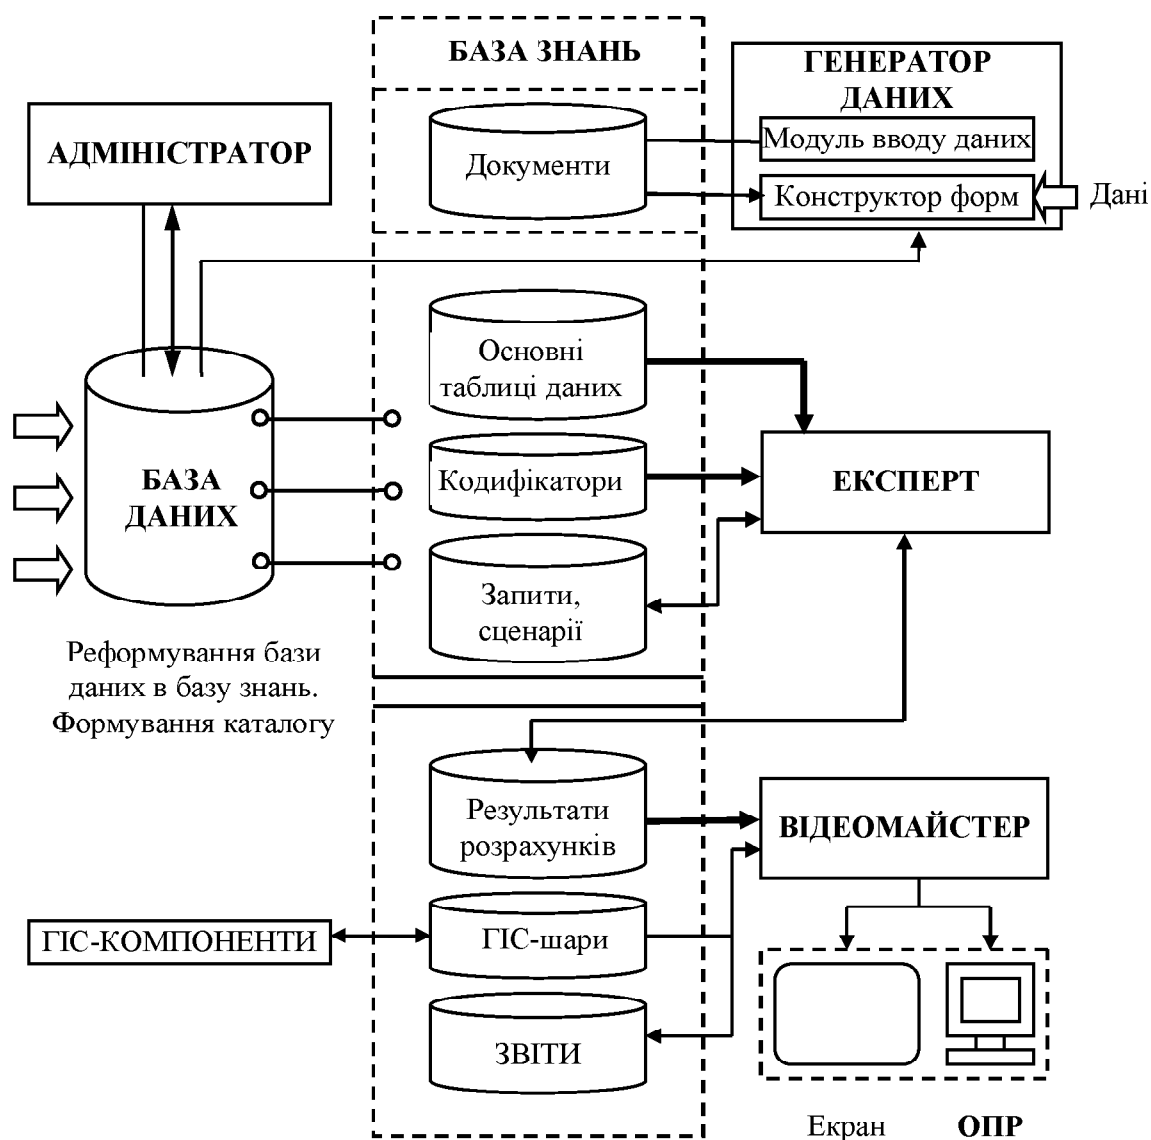 БАЗА ЗНАНЬ
ГЕНЕРАТОР
ДАНИХ
Модуль вводу даних
Конструктор форм
Дані
АДМІНІСТРАТОР
Документи
Основні
таблиці даних
Кодифікатори
Запити,
сценарії
ЕКСПЕРТ
БАЗА
ДАНИХ
Реформування бази
даних в базу знань.
Формування каталогу
Результати
розрахунків
ВІДЕОМАЙСТЕР
ГІС-КОМПОНЕНТИ
ГІС-шари
ЗВІТИ
Екран
ОПР